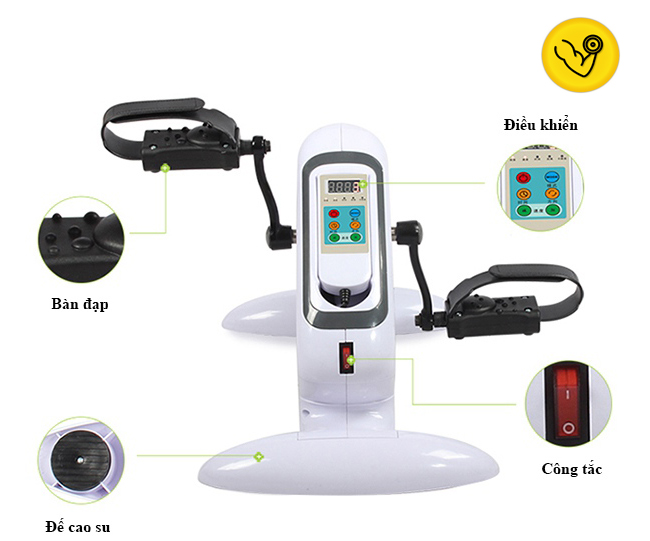 Điều khiển
Bàn đạp
Công tắc
Đế cao su